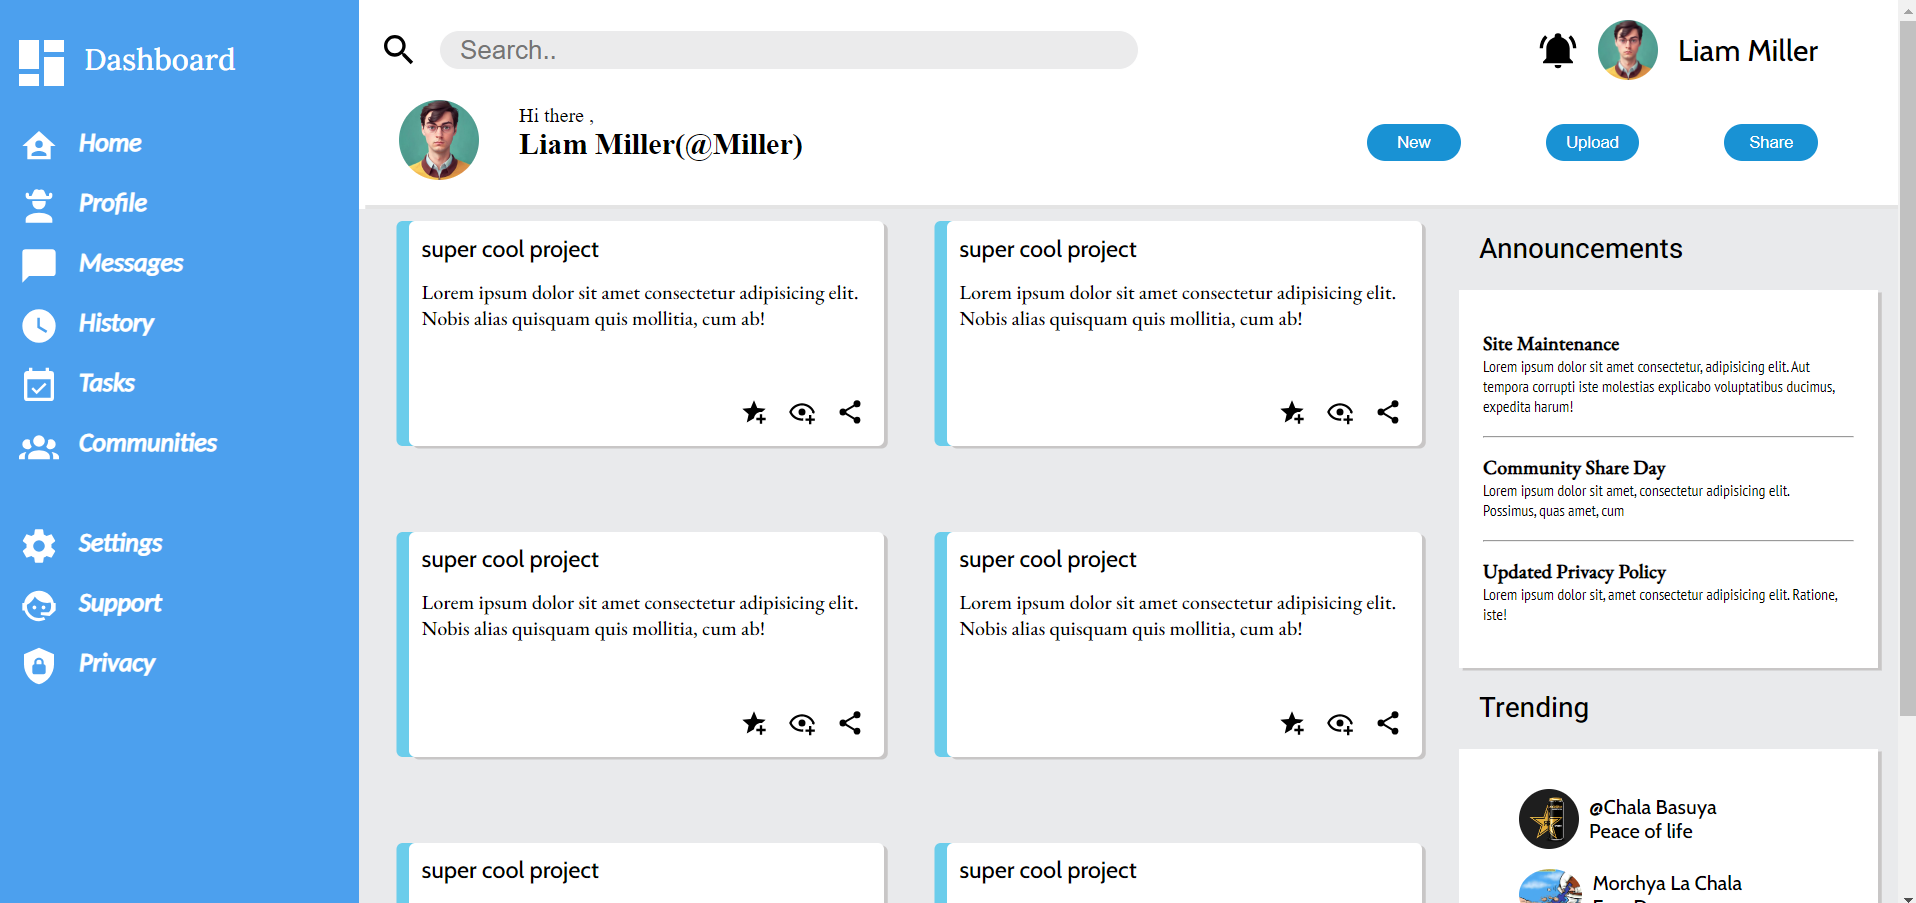 Dashboard
Home
Profile
Messages
History
Tasks
Communities
Settings
Support
Privacy
Search..
Liam Miller
Hi there ,
Liam Miller(@Miller)
New
Upload
Share
super cool project
Lorem ipsum dolor sit amet consectetur adipisicing elit.
Nobis alias quisquam quis mollitia, cum ab!
super cool project
Lorem ipsum dolor sit amet consectetur adipisicing elit.
Nobis alias quisquam quis mollitia, cum ab!
super cool project
Lorem ipsum dolor sit amet consectetur adipisicing elit.
Nobis alias quisquam quis mollitia, cum ab!
super cool project
Lorem ipsum dolor sit amet consectetur adipisicing elit.
Nobis alias quisquam quis mollitia, cum ab!
super cool project
super cool project
Announcements
Site Maintenance
Lorem ipsum dolor sit amet consectetur, adipisicing elit. Aut
tempora corrupti iste molestias explicabo voluptatibus ducimus,
expedita harum!
Community Share Day
Lorem ipsum dolor sit amet, consectetur adipisicing elit.
Possimus, quas amet, cum
Updated Privacy Policy
Lorem ipsum dolor sit, amet consectetur adipisicing elit. Ratione,
iste!
Trending
@Chala Basuya
Peace of life
Morchya La Chala